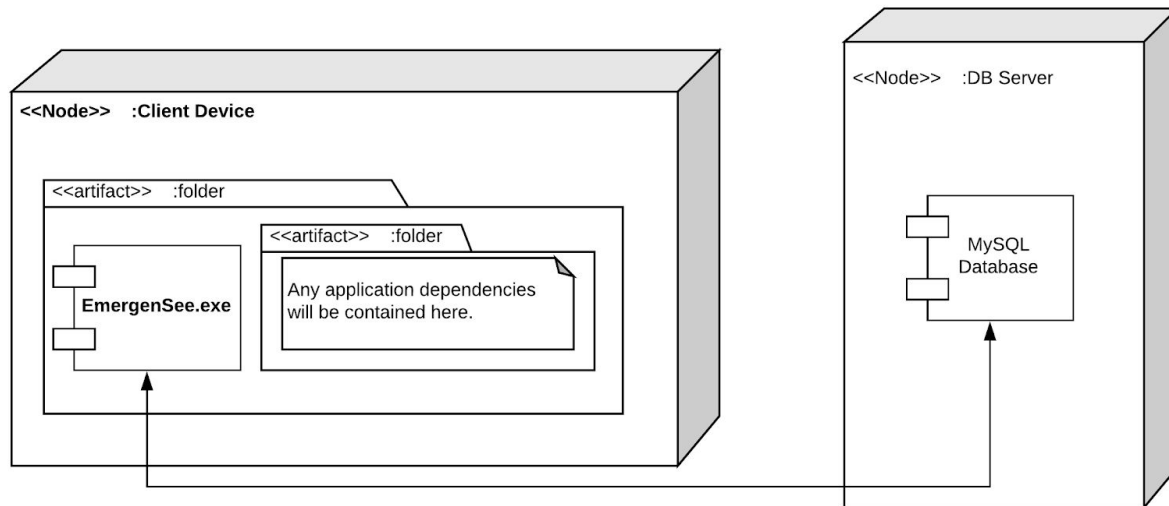 <<Node>> :Client Device
<<artifact>> :folder
EmergenSee.exe
<<artifact>> :folder
Any application dependencies
will be contained here.
<<Node>> :DB Server
MySQL
Database